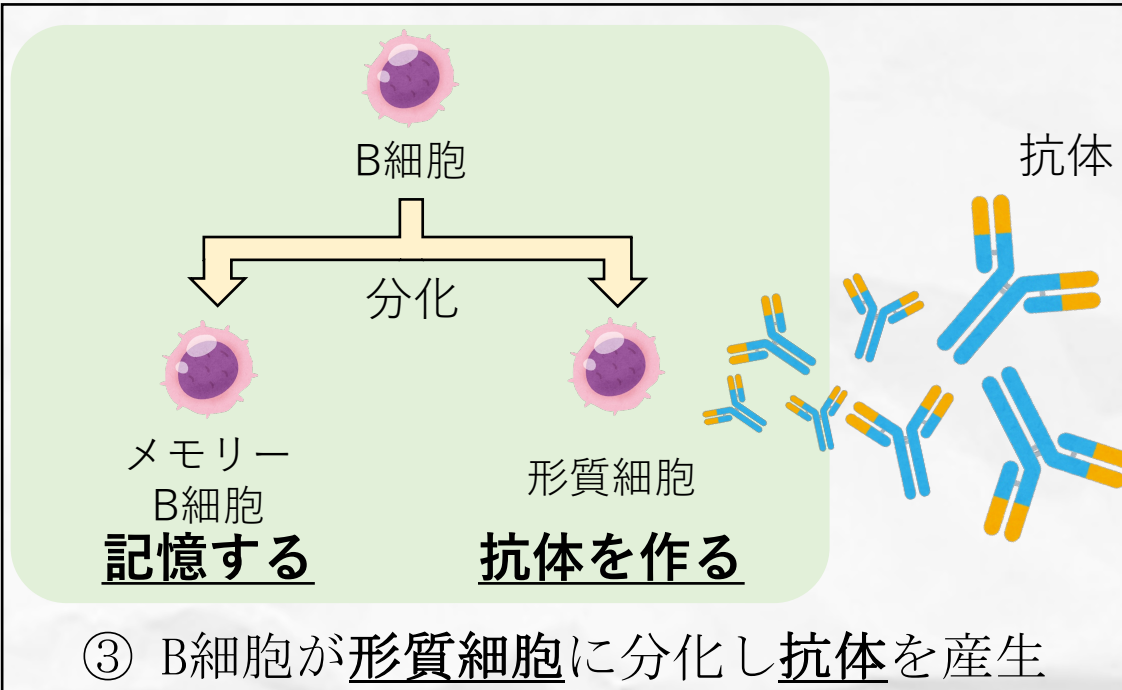 B細胞
抗体
分化
メモリー
B細胞
記憶する
形質細胞
抗体を作る
③ B細胞が形質細胞に分化し抗体を産生